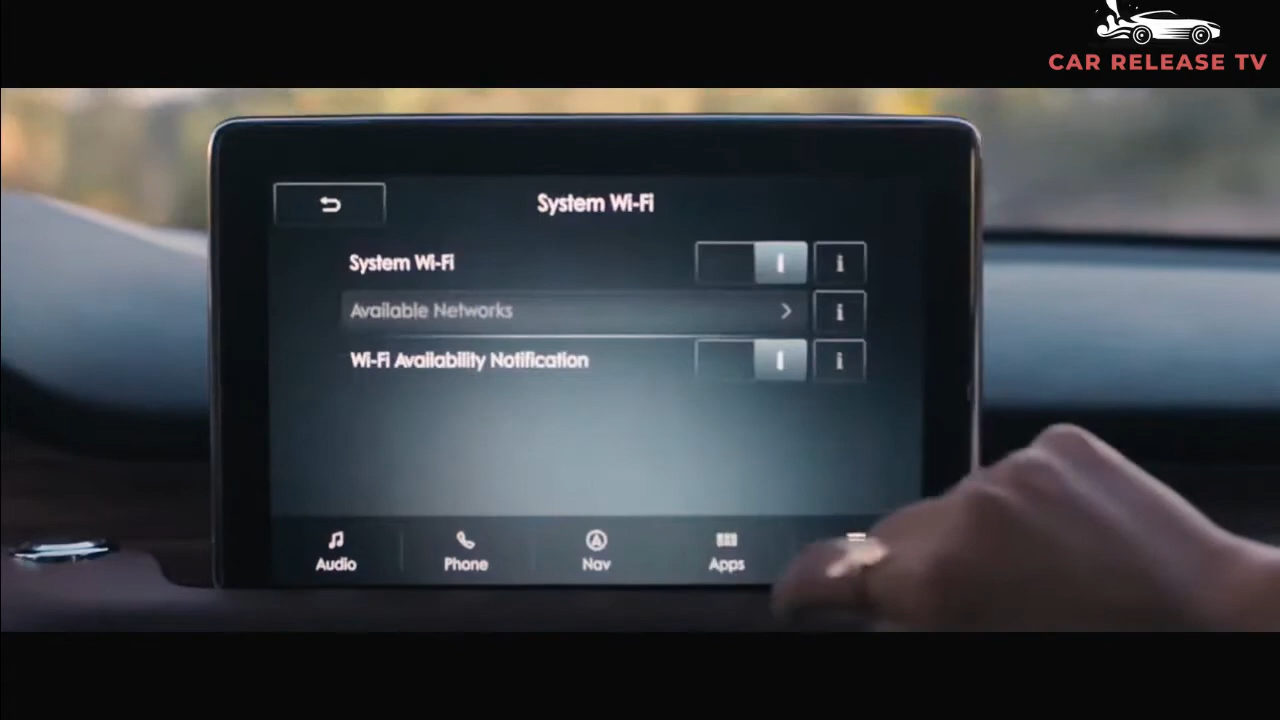 CAR RELEASE TV
System Wi-Fi
System Wi-Fi
Available Networks
Wi-Fi Availability Notification
Audio
Phone
Nav
Apps